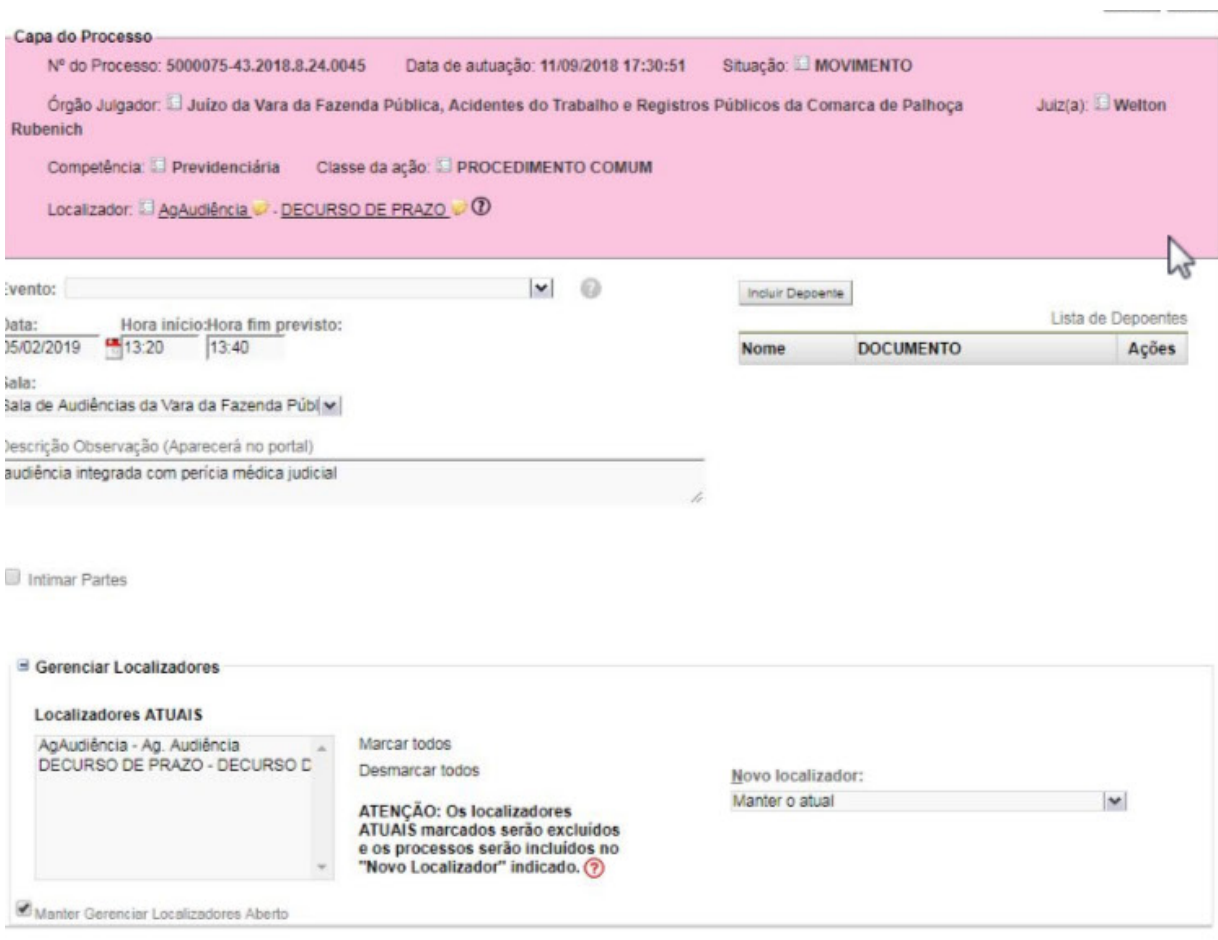 Capa do Processo
Nº do Processo: 5000075-43.2018.8.24.0045 Data de autuação: 11/09/2018 17:30:51 Situação: MOVIMENTO
Órgão Julgador: Juízo da Vara da Fazenda Pública, Acidentes do Trabalho e Registros Públicos da Comarca de Palhoça Juiz(a): Welton
Rubenich
Competência: Previdenciária Classe da ação: PROCEDIMENTO COMUM
Localizador: AgAudiência - DECURSO DE PRAZO ?
Evento: ?
Incluir Depoente
Data: Hora início: Hora fim previsto:
05/02/2019 13:20 13:40
Lista de Depoentes
Nome DOCUMENTO Ações
Sala:
Sala de Audiências da Vara da Fazenda Públ
Descrição Observação (Aparecerá no portal)
audiência integrada com perícia médica judicial
Intimar Partes
Gerenciar Localizadores
Localizadores ATUAIS
AgAudiência - Ag. Audiência
DECURSO DE PRAZO - DECURSO D
Marcar todos
Desmarcar todos
ATENÇÃO: Os localizadores
ATUAIS marcados serão excluídos
e os processos serão incluídos no
"Novo Localizador" indicado. ?
Novo localizador:
Manter o atual
Manter Gerenciar Localizadores Aberto